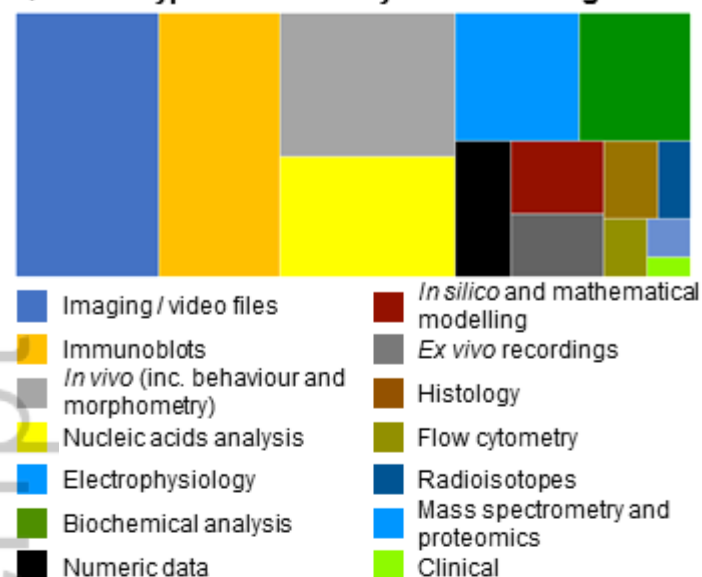 Imaging / video files
Immunoblots
In vivo (inc. behaviour and
morphometry)
Nucleic acids analysis
Electrophysiology
Biochemical analysis
Numeric data
In silico and mathematical
modelling
Ex vivo recordings
Histology
Flow cytometry
Radioisotopes
Mass spectrometry and
proteomics
Clinical